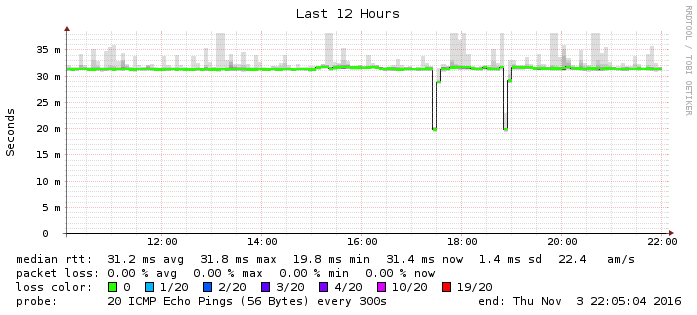 Last 12 Hours
RRDTOOL / TOBI OETIKER
Seconds
35 m
30 m
25 m
20 m
15 m
10 m
5 m
0
12:00 14:00 16:00 18:00 20:00 22:00
median rtt: 31.2 ms avg 31.8 ms max 19.8 ms min 31.4 ms now 1.4 ms sd 22.4 am/s
packet loss: 0.00 % avg 0.00 % max 0.00 % min 0.00 % now
loss color: 0 1/20 2/20 3/20 4/20 10/20 19/20
probe: 20 ICMP Echo Pings (56 Bytes) every 300s end: Thu Nov 3 22:05:04 2016